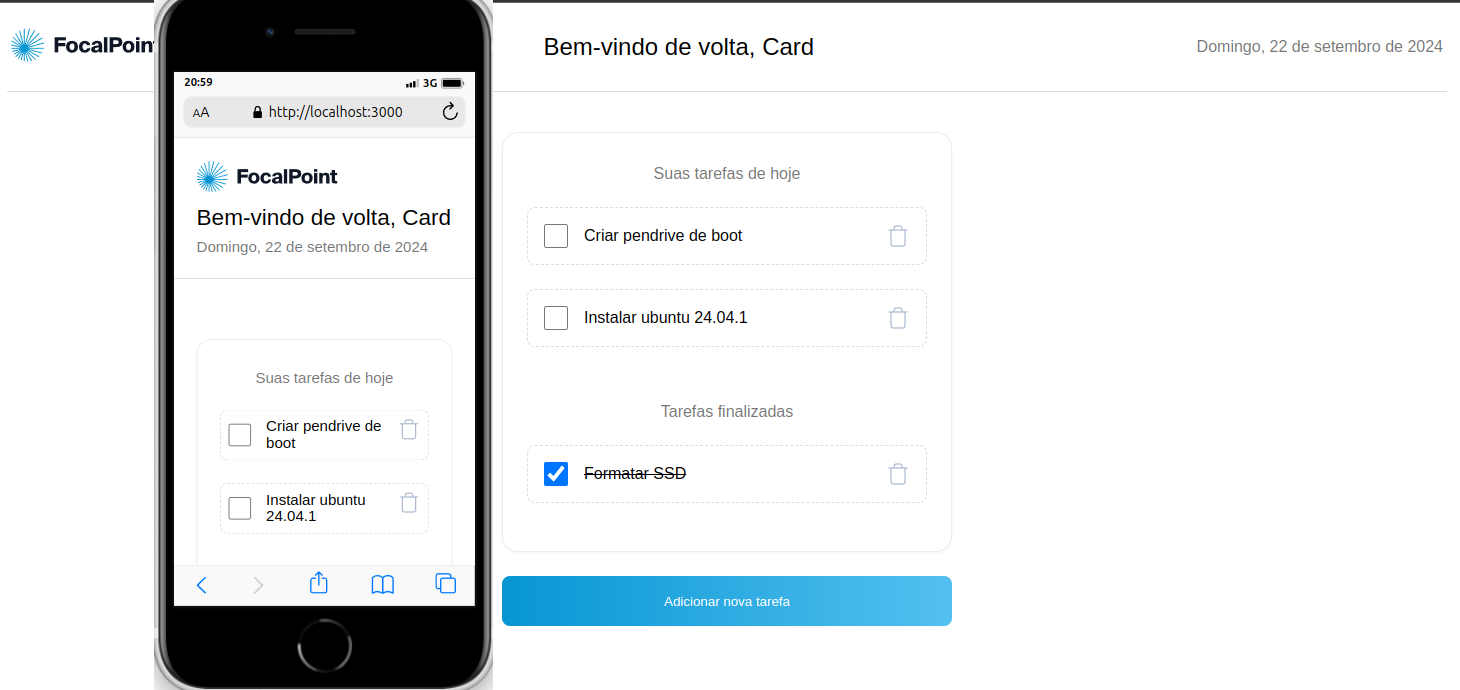 FocalPoin
Bem-vindo de volta, Card
Domingo, 22 de setembro de 2024
20:59
3G
AA
http://localhost:3000
FocalPoint
Bem-vindo de volta, Card
Domingo, 22 de setembro de 2024
Suas tarefas de hoje
Criar pendrive de
boot
Instalar ubuntu
24.04.1
Suas tarefas de hoje
Criar pendrive de boot
Instalar ubuntu 24.04.1
Tarefas finalizadas
Formatar SSD
Adicionar nova tarefa